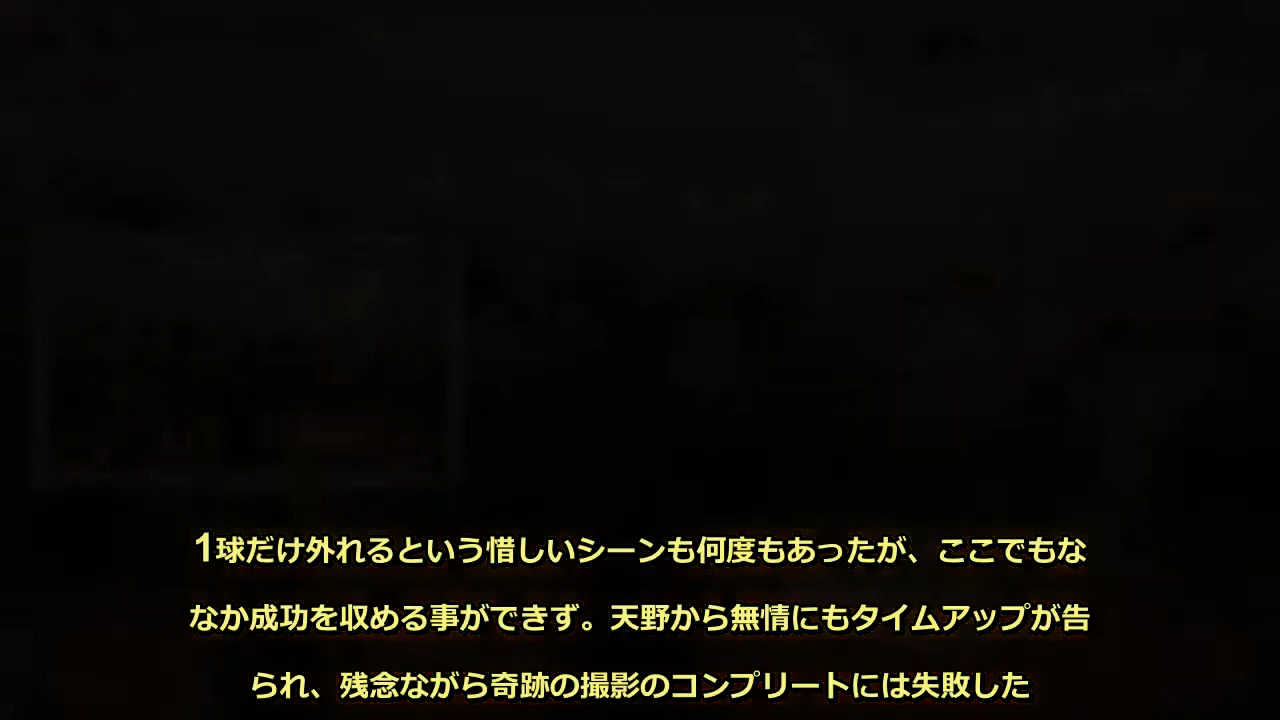 1球だけ外れるという惜しいシーンも何度もあったが、ここでもな
なか成功を収める事ができず。天野から無情にもタイムアップが告
られ、残念ながら奇跡の撮影のコンプリートには失敗した